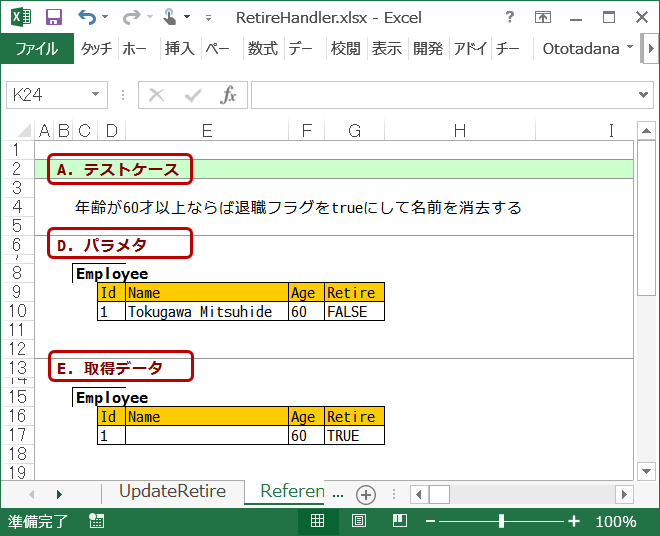 RetireHandler.xlsx - Excel
ファイル タッチ ホー 挿入 ペー 数式 デー 校閲 表示 開発 アドイ チー Ototadana
K24 fx
A B C D E F G H I
1
2 A. テストケース
3
4 年齢が60才以上ならば退職フラグをtrueにして名前を消去する
5
6 D. パラメタ
7
8 Employee
9 Id Name Age Retire
10 1 Tokugawa Mitsuhide 60 FALSE
11
12
13 E. 取得データ
14
15 Employee
16 Id Name Age Retire
17 1 60 TRUE
18
19
UpdateRetire Referen ...
準備完了 100%